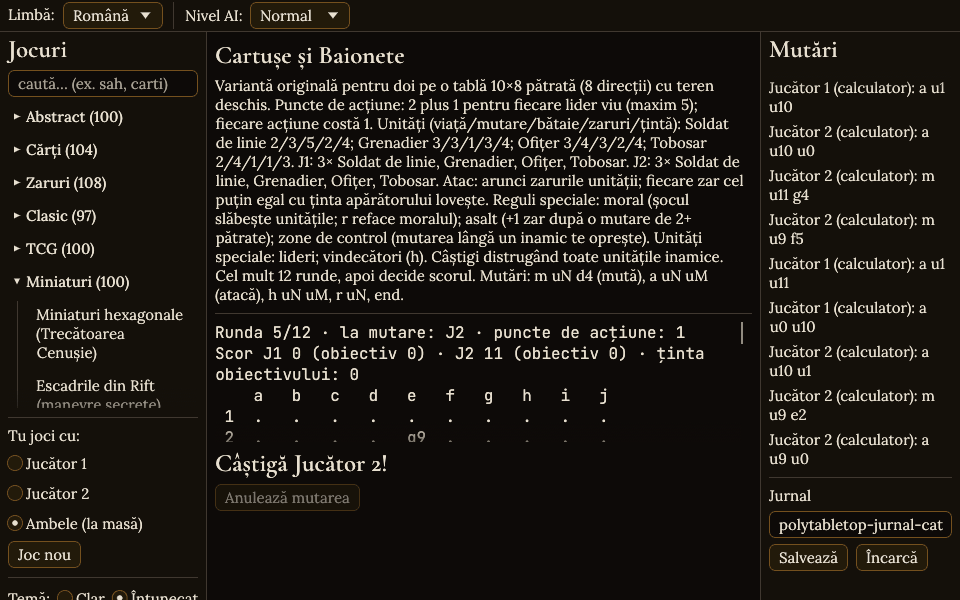 Limbă: Română ▼ Nivel AI: Normal ▼
Jocuri
caută... (ex. sah, carti)
▸ Abstract (100)
▸ Cărți (104)
▸ Zaruri (108)
▸ Clasic (97)
▸ TCG (100)
▾ Miniaturi (100)
Miniaturi hexagonale
(Trecătoarea
Cenușie)
Escadrile din Rift
(manevre secrete)
Tu joci cu:
Jucător 1
Jucător 2
Ambele (la masă)
Joc nou
Temă: Clar Întunecat
Cartușe și Baionete
Variantă originală pentru doi pe o tablă 10×8 pătrată (8 direcții) cu teren
deschis. Puncte de acțiune: 2 plus 1 pentru fiecare lider viu (maxim 5);
fiecare acțiune costă 1. Unități (viață/mutare/bătaie/zaruri/țintă): Soldat
de linie 2/3/5/2/4; Grenadier 3/3/1/3/4; Ofițer 3/4/3/2/4; Tobosar
2/4/1/1/3. J1: 3× Soldat de linie, Grenadier, Ofițer, Tobosar. J2: 3× Soldat de
linie, Grenadier, Ofițer, Tobosar. Atac: arunci zarurile unității; fiecare zar cel
puțin egal cu ținta apărătorului lovește. Reguli speciale: moral (șocul
slăbește unitățile; r reface moralul); asalt (+1 zar după o mutare de 2+
pătrate); zone de control (mutarea lângă un inamic te oprește). Unități
speciale: lideri; vindecători (h). Câștigi distrugând toate unitățile inamice.
Cel mult 12 runde, apoi decide scorul. Mutări: m uN d4 (mută), a uN uM
(atacă), h uN uM, r uN, end.
Runda 5/12 · la mutare: J2 · puncte de acțiune: 1
Scor J1 0 (obiectiv 0) · J2 11 (obiectiv 0) · ținta
obiectivului: 0
a b c d e f g h i j
1 . . . . . . . . . .
2 . . . . g9 . . . . .
Câștigă Jucător 2!
Anulează mutarea
Mutări
Jucător 1 (calculator): a u1
u10
Jucător 2 (calculator): a
u10 u0
Jucător 2 (calculator): m
u11 g4
Jucător 2 (calculator): m
u9 f5
Jucător 1 (calculator): a u1
u11
Jucător 1 (calculator): a
u0 u10
Jucător 2 (calculator): a
u10 u1
Jucător 2 (calculator): m
u9 e2
Jucător 2 (calculator): a
u9 u0
Jurnal
polytabletop-jurnal-cat
Salvează Încarcă